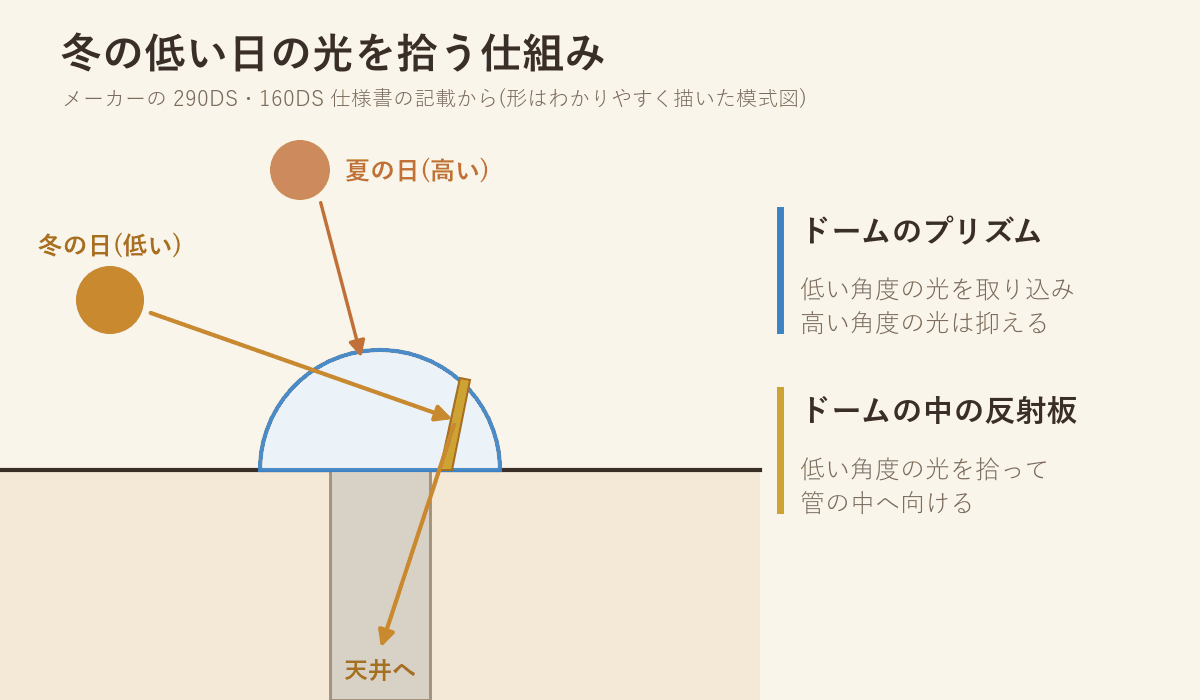 冬の低い日の光を拾う仕組み
メーカーの 290DS・160DS 仕様書の記載から(形はわかりやすく描いた模式図)
夏の日(高い)
冬の日(低い)
ドームのプリズム
低い角度の光を取り込み
高い角度の光は抑える
ドームの中の反射板
低い角度の光を拾って
管の中へ向ける
天井へ